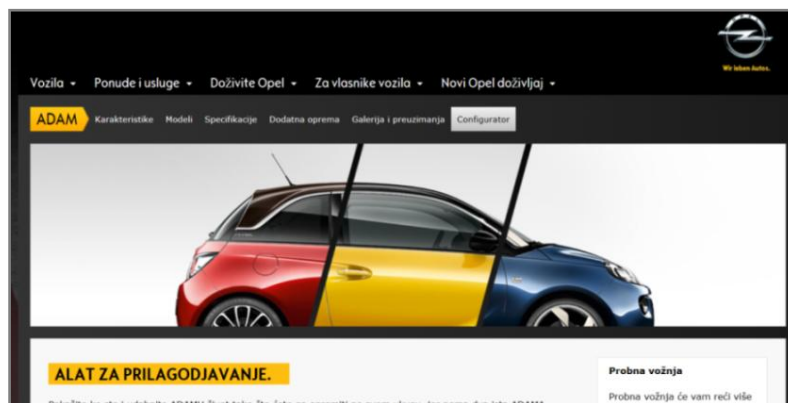 Wir leben Autos.
Vozila Ponude i usluge Doživite Opel Za vlasnike vozila Novi Opel doživljaj
ADAM Karakteristike Modeli Specifikacije Dodatna oprema Galerija i preuzimanja Configurator
ALAT ZA PRILAGODJAVANJE.
Probna vožnja
Probna vožnja će vam reći više